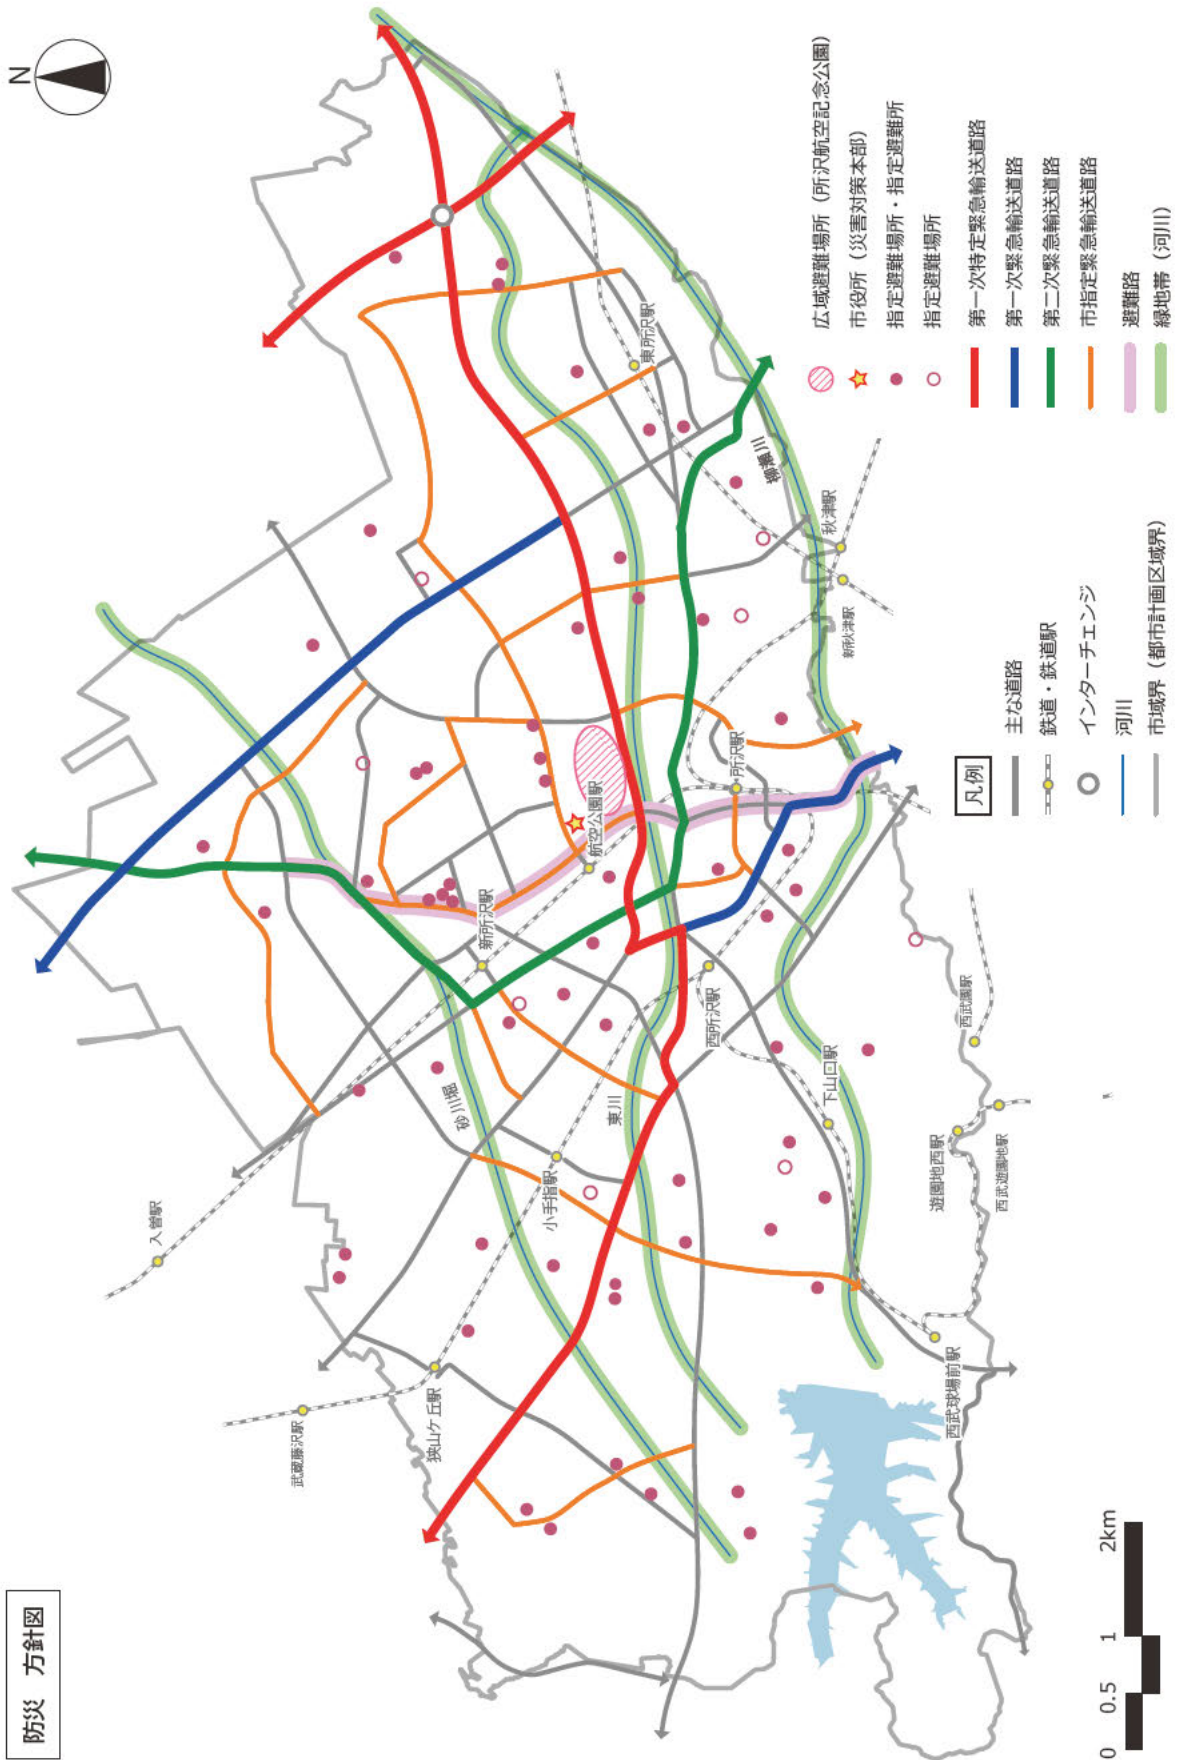 防災　方針図
N
入曽駅
武蔵藤沢駅
狭山ケ丘駅
小手指駅
新所沢駅
航空公園駅
所沢駅
東所沢駅
西所沢駅
下山口駅
西武球場前駅
遊園地西駅
西武遊園地駅
西武園駅
新秋津駅
秋津駅
砂川堀
東川
柳瀬川
凡例
主な道路
鉄道・鉄道駅
インターチェンジ
河川
市域界（都市計画区域界）
広域避難場所（所沢航空記念公園）
市役所（災害対策本部）
指定避難場所・指定避難所
指定避難場所
第一次特定緊急輸送道路
第一次緊急輸送道路
第二次緊急輸送道路
市指定緊急輸送道路
避難路
緑地帯（河川）
0 0.5 1 2km